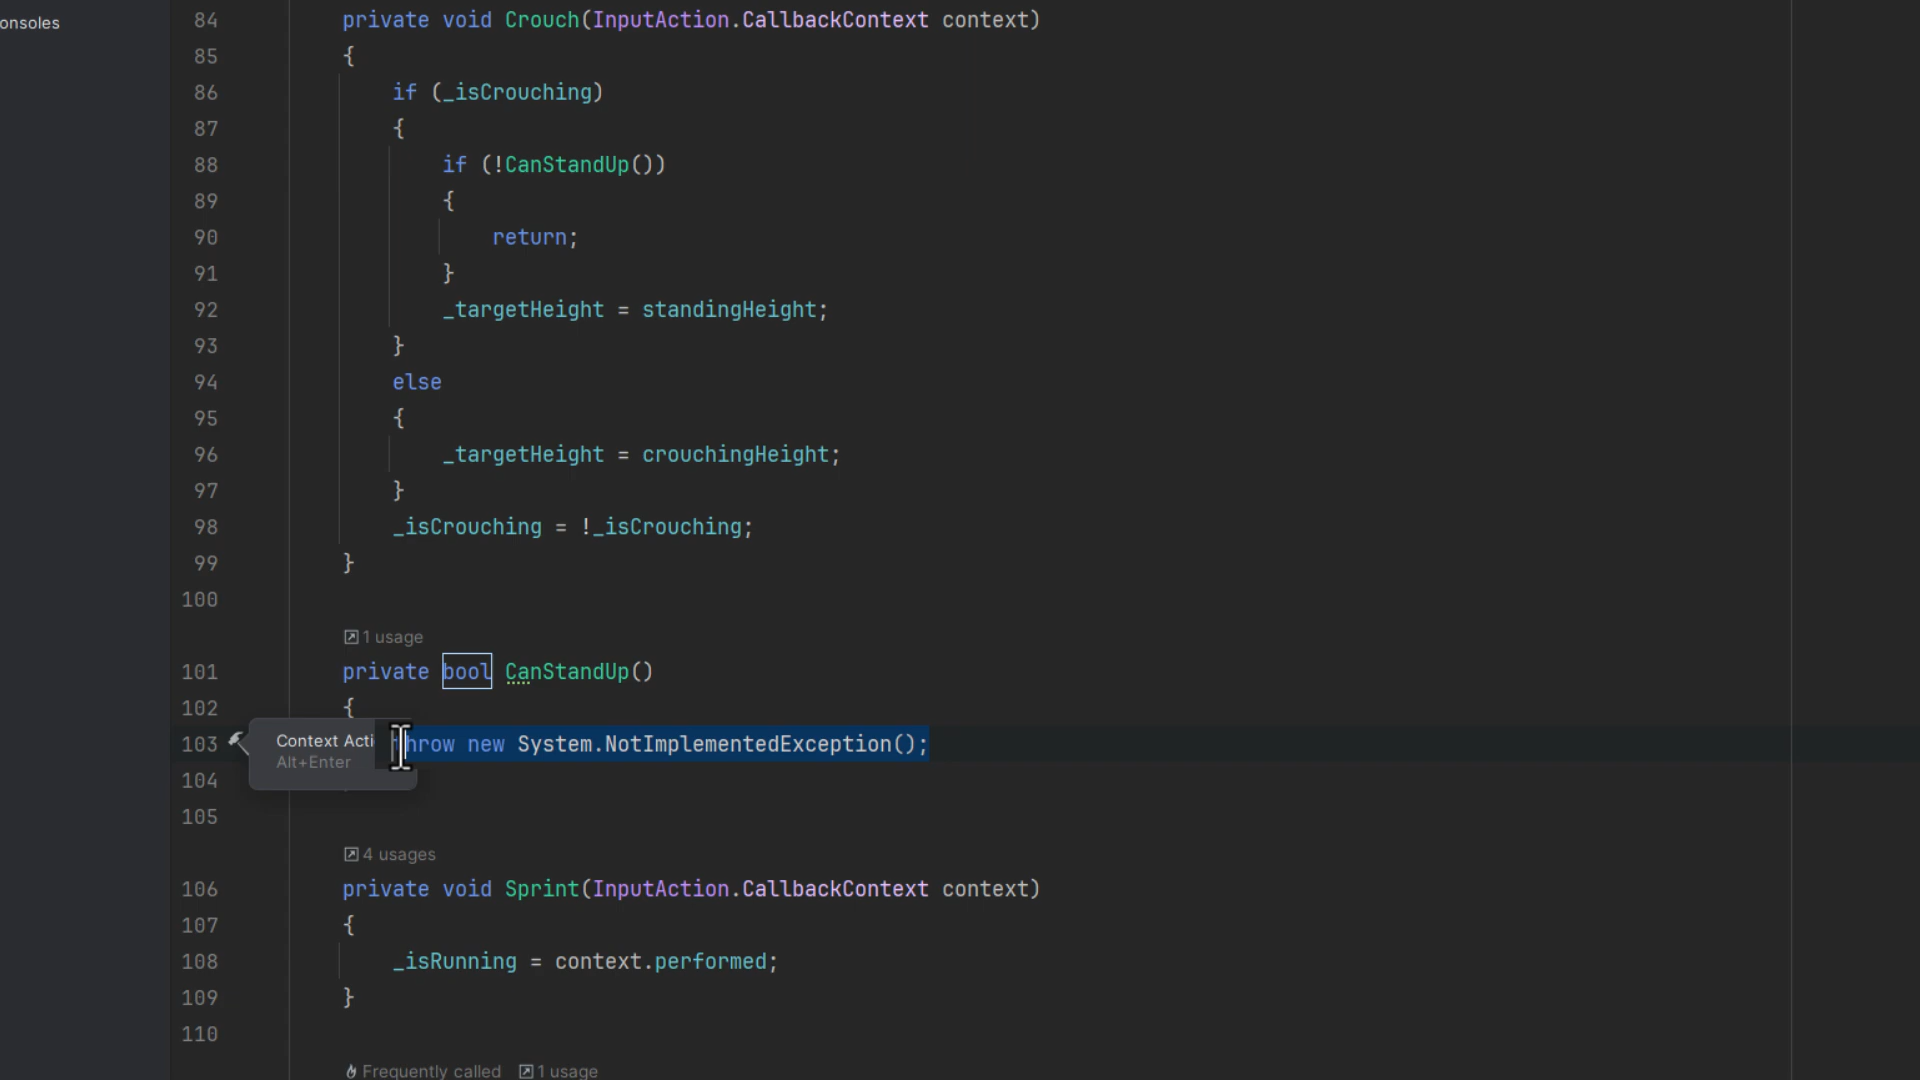 onsoles
84 private void Crouch(InputAction.CallbackContext context)
85 {
86 if (_isCrouching)
87 {
88 if (!CanStandUp())
89 {
90 return;
91 }
92 _targetHeight = standingHeight;
93 }
94 else
95 {
96 _targetHeight = crouchingHeight;
97 }
98 _isCrouching = !_isCrouching;
99 }
100
1 usage
101 private bool CanStandUp()
102 {
103 throw new System.NotImplementedException();
Context Acti
Alt+Enter
104
105
4 usages
106 private void Sprint(InputAction.CallbackContext context)
107 {
108 _isRunning = context.performed;
109 }
110
Frequently called 1 usage